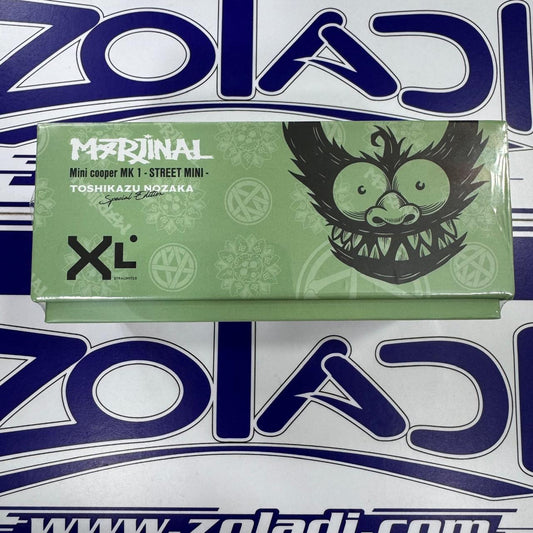 ZOLADI
M7RJINAL
Mini cooper MK 1 - STREET MINI -
TOSHIKAZU NOZAKA
Special Edition
XL
ZOLADI
www.zoladi.com